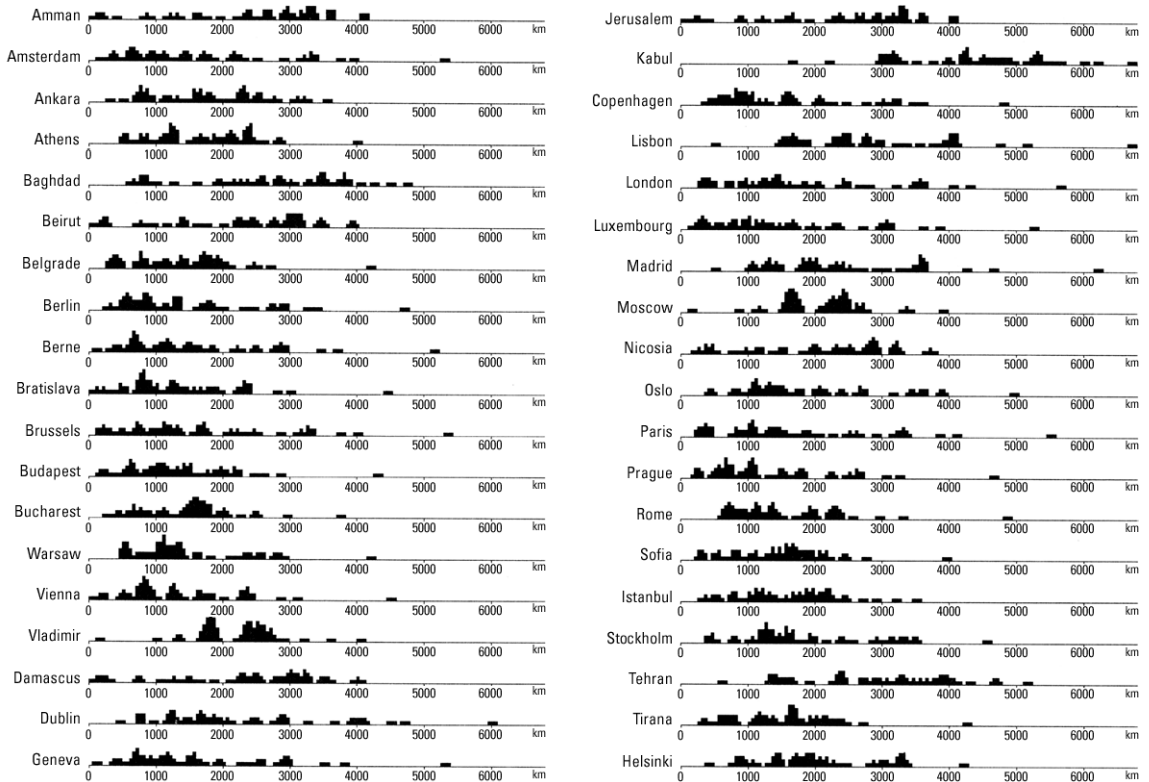 Amman
0 1000 2000 3000 4000 5000 6000 km
Amsterdam
0 1000 2000 3000 4000 5000 6000 km
Ankara
0 1000 2000 3000 4000 5000 6000 km
Athens
0 1000 2000 3000 4000 5000 6000 km
Baghdad
0 1000 2000 3000 4000 5000 6000 km
Beirut
0 1000 2000 3000 4000 5000 6000 km
Belgrade
0 1000 2000 3000 4000 5000 6000 km
Berlin
0 1000 2000 3000 4000 5000 6000 km
Berne
0 1000 2000 3000 4000 5000 6000 km
Bratislava
0 1000 2000 3000 4000 5000 6000 km
Brussels
0 1000 2000 3000 4000 5000 6000 km
Budapest
0 1000 2000 3000 4000 5000 6000 km
Bucharest
0 1000 2000 3000 4000 5000 6000 km
Warsaw
0 1000 2000 3000 4000 5000 6000 km
Vienna
0 1000 2000 3000 4000 5000 6000 km
Vladimir
0 1000 2000 3000 4000 5000 6000 km
Damascus
0 1000 2000 3000 4000 5000 6000 km
Dublin
0 1000 2000 3000 4000 5000 6000 km
Geneva
0 1000 2000 3000 4000 5000 6000 km
Jerusalem
0 1000 2000 3000 4000 5000 6000 km
Kabul
0 1000 2000 3000 4000 5000 6000 km
Copenhagen
0 1000 2000 3000 4000 5000 6000 km
Lisbon
0 1000 2000 3000 4000 5000 6000 km
London
0 1000 2000 3000 4000 5000 6000 km
Luxembourg
0 1000 2000 3000 4000 5000 6000 km
Madrid
0 1000 2000 3000 4000 5000 6000 km
Moscow
0 1000 2000 3000 4000 5000 6000 km
Nicosia
0 1000 2000 3000 4000 5000 6000 km
Oslo
0 1000 2000 3000 4000 5000 6000 km
Paris
0 1000 2000 3000 4000 5000 6000 km
Prague
0 1000 2000 3000 4000 5000 6000 km
Rome
0 1000 2000 3000 4000 5000 6000 km
Sofia
0 1000 2000 3000 4000 5000 6000 km
Istanbul
0 1000 2000 3000 4000 5000 6000 km
Stockholm
0 1000 2000 3000 4000 5000 6000 km
Tehran
0 1000 2000 3000 4000 5000 6000 km
Tirana
0 1000 2000 3000 4000 5000 6000 km
Helsinki
0 1000 2000 3000 4000 5000 6000 km